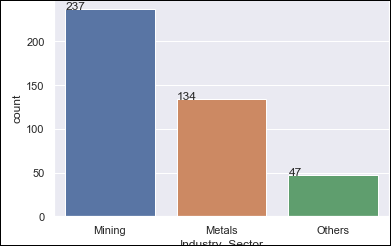 237
200
134
150
100
47
50
0
count
Mining
Metals
Others
Industry_Sector